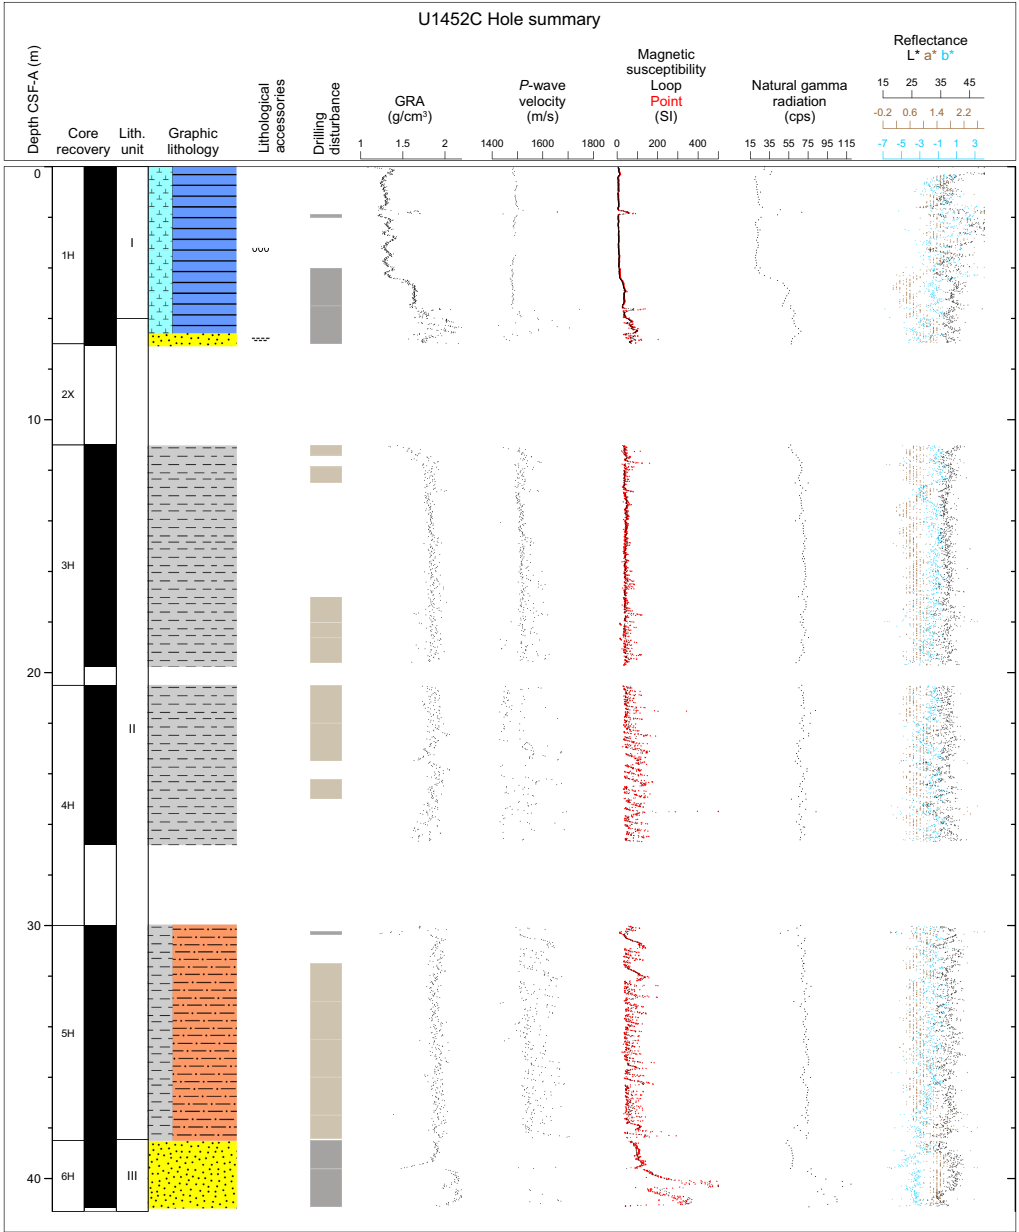 U1452C Hole summary
Depth CSF-A (m)
Core
recovery
Lith.
unit
Graphic
lithology
Lithological
accessories
Drilling
disturbance
GRA
(g/cm³)
1 1.5 2
P-wave
velocity
(m/s)
1400 1600 1800
Magnetic
susceptibility
Loop
Point
(SI)
0 200 400
Natural gamma
radiation
(cps)
15 35 55 75 95 115
Reflectance
L* a* b*
15 25 35 45
-0.2 0.6 1.4 2.2
-7 -5 -3 -1 1 3
0
10
20
30
40
1H
2X
3H
4H
5H
6H
I
II
III